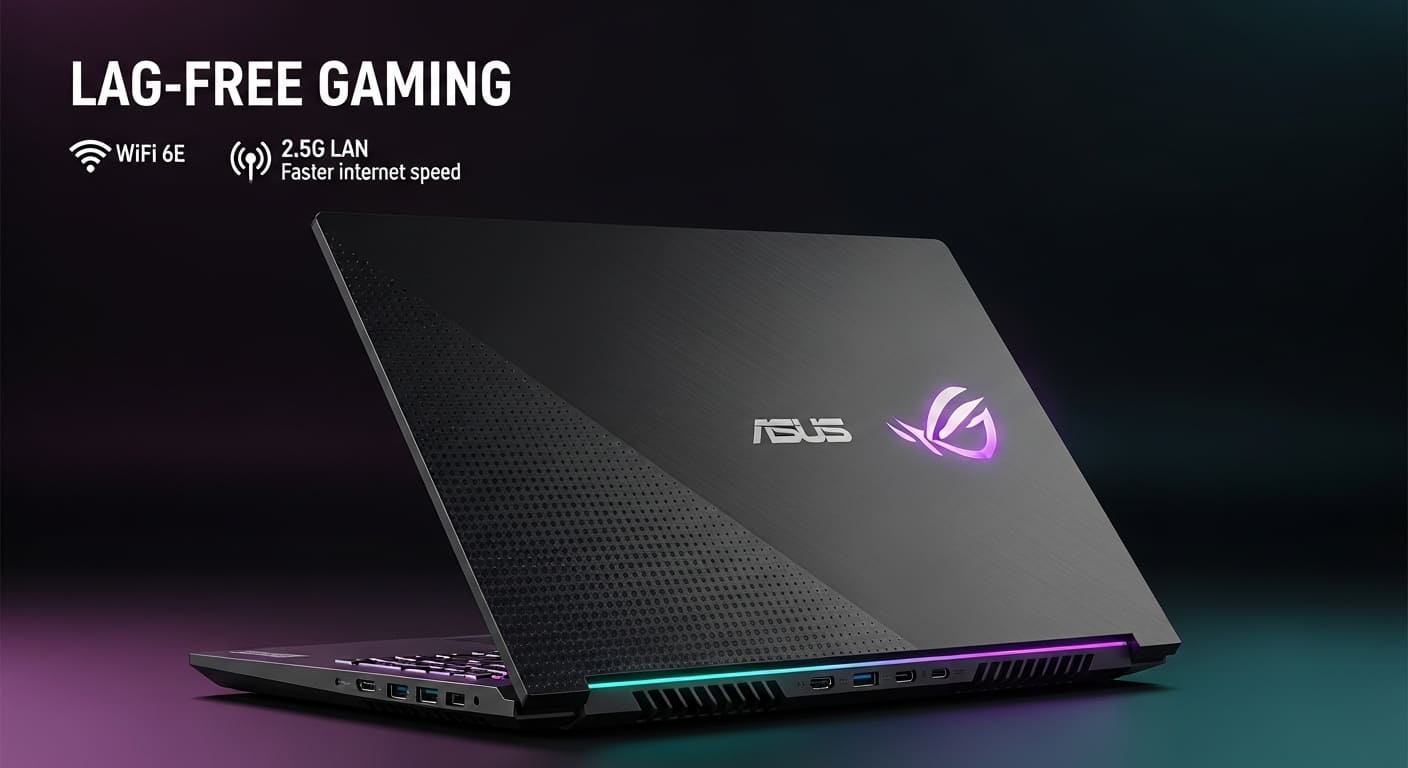 LAG-FREE GAMING
WiFi 6E
2.5G LAN
Faster internet speed
ASUS